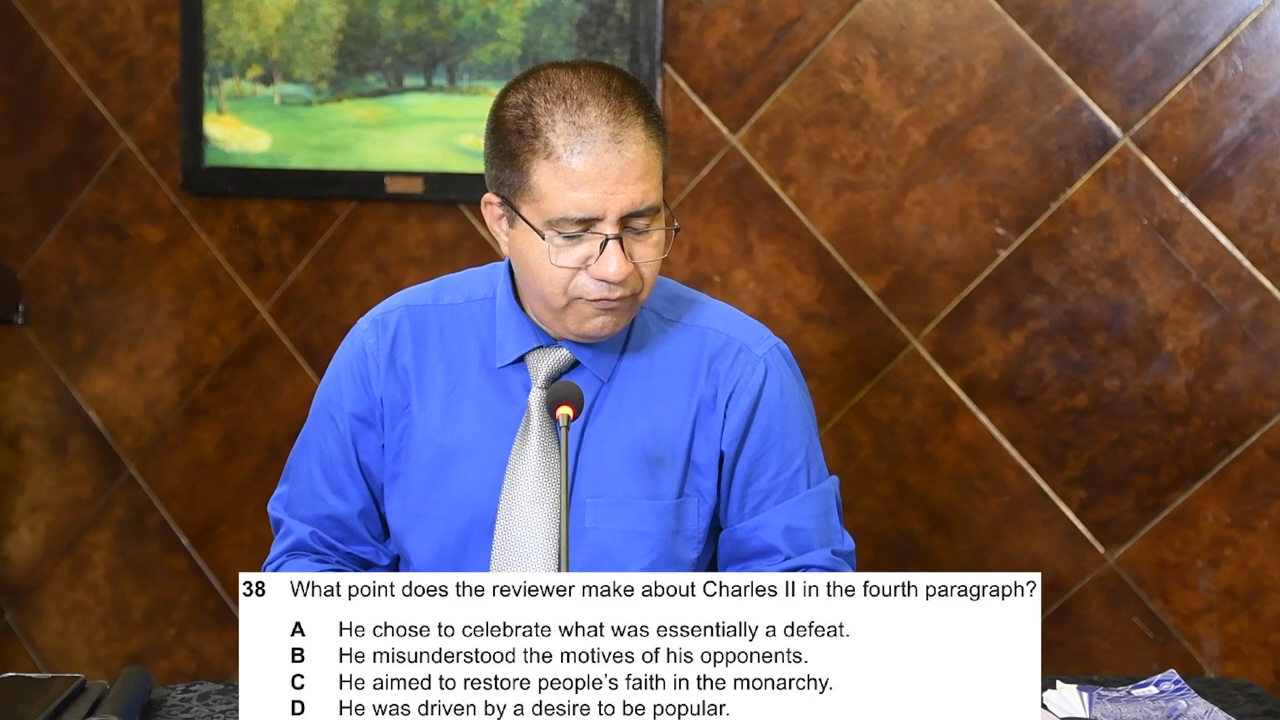 38 What point does the reviewer make about Charles II in the fourth paragraph?
A He chose to celebrate what was essentially a defeat.
B He misunderstood the motives of his opponents.
C He aimed to restore people's faith in the monarchy.
D He was driven by a desire to be popular.